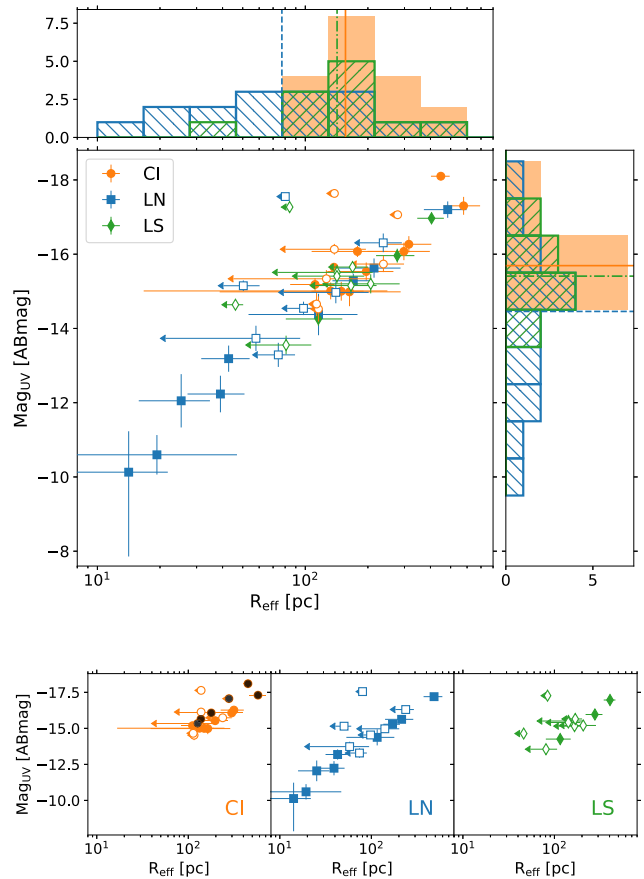 7.5
5.0
2.5
0.0
CI
LN
LS
−18
−16
−14
−12
−10
−8
Mag_UV [ABmag]
10^1
10^2
R_eff [pc]
0
5
−17.5
−15.0
−10.0
Mag_UV [ABmag]
CI
LN
LS
10^1
10^2
10^1
10^2
10^1
10^2
R_eff [pc]
R_eff [pc]
R_eff [pc]